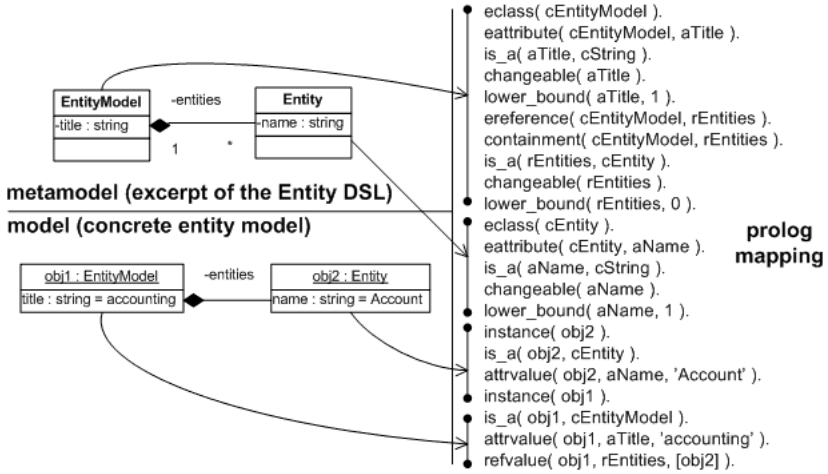 EntityModel
-title : string
-entities
1
*
Entity
-name : string
metamodel (excerpt of the Entity DSL)
model (concrete entity model)
obj1 : EntityModel
title : string = accounting
-entities
obj2 : Entity
name : string = Account
eclass( cEntityModel ).
eattribute( cEntityModel, aTitle ).
is_a( aTitle, cString ).
changeable( aTitle ).
lower_bound( aTitle, 1 ).
ereference( cEntityModel, rEntities ).
containment( cEntityModel, rEntities ).
is_a( rEntities, cEntity ).
changeable( rEntities ).
lower_bound( rEntities, 0 ).
eclass( cEntity ).
eattribute( cEntity, aName ).
is_a( aName, cString ).
changeable( aName ).
lower_bound( aName, 1 ).
instance( obj2 ).
is_a( obj2, cEntity ).
attrvalue( obj2, aName, 'Account' ).
instance( obj1 ).
is_a( obj1, cEntityModel ).
attrvalue( obj1, aTitle, 'accounting' ).
refvalue( obj1, rEntities, [obj2] ).
prolog
mapping